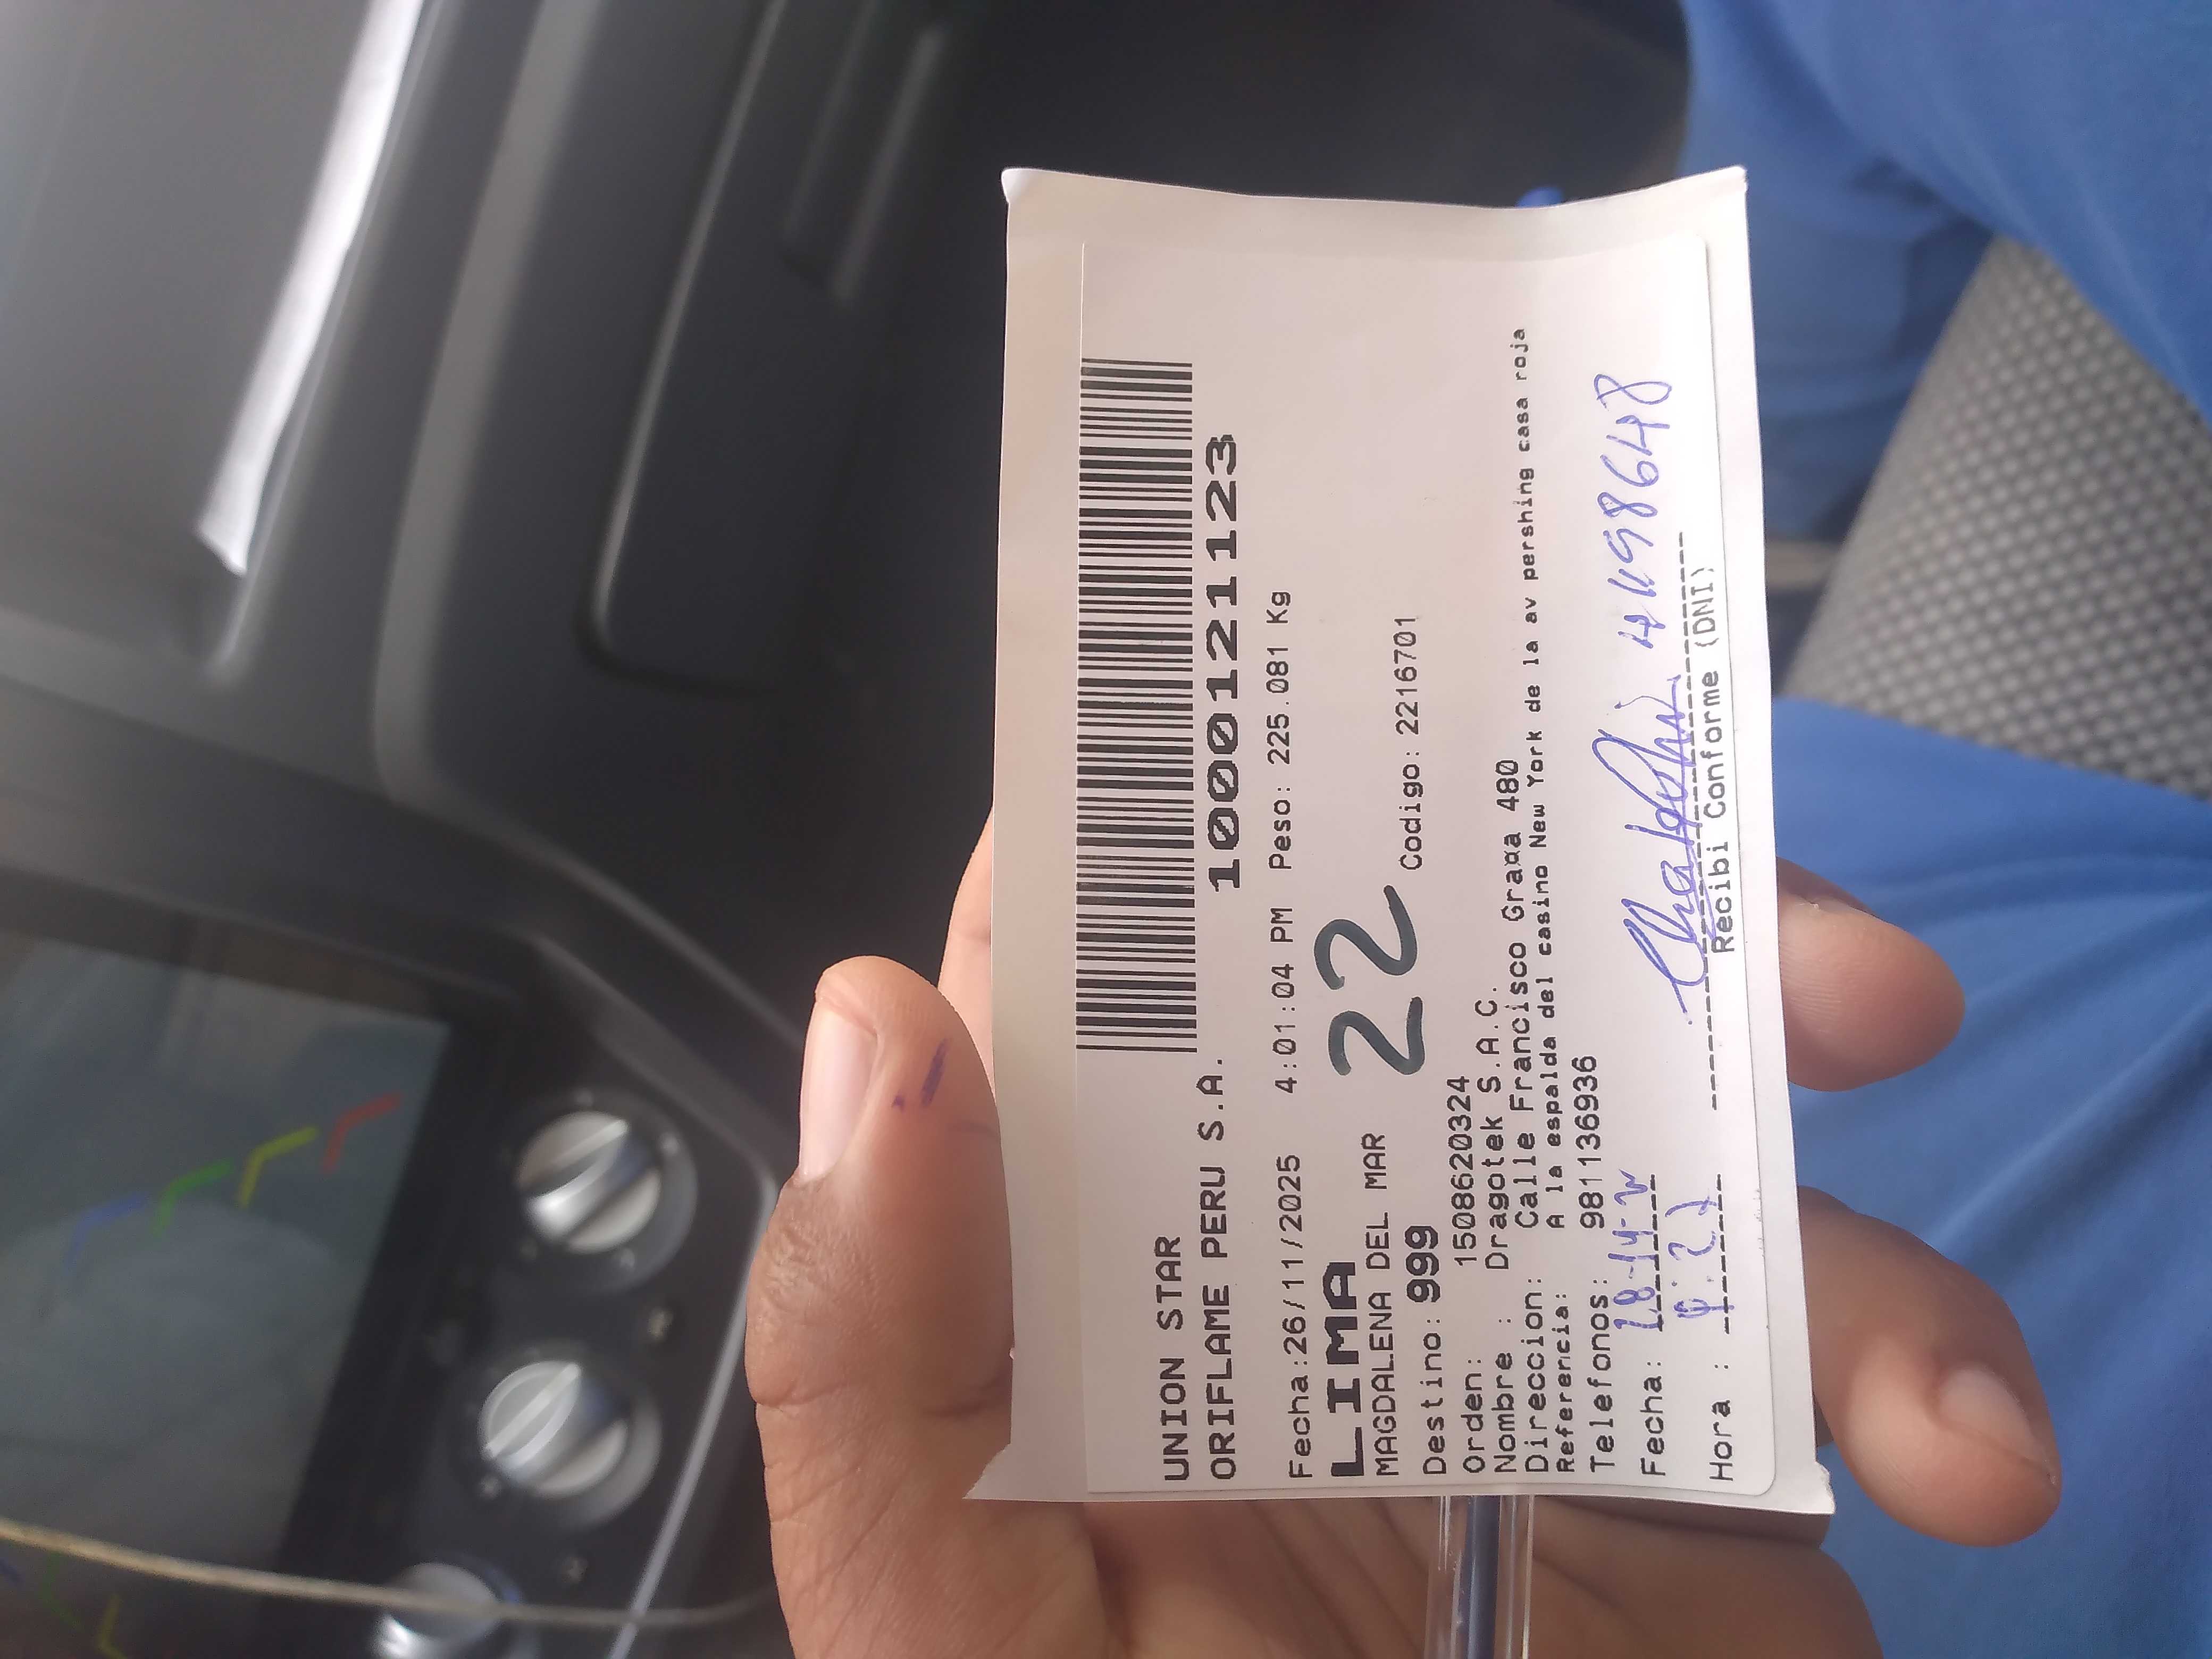 UNION STAR
ORIFLAME PERU S.A.
10001211123
Fecha:26/11/2025 4:01:04 PM Peso: 225.081 Kg
LIMA
22
MAGDALENA DEL MAR
Destino: 999 Codigo: 2216701
Orden: 1508620324
Nombre : Dragotek S.A.C.
Direccion: Calle Francisco Graꭤa 480
Referencia: A la espalda del casino New York de la av pershing casa roja
Telefonos: 981136936
Fecha:
Hora :
Recibi Conforme (DNI)